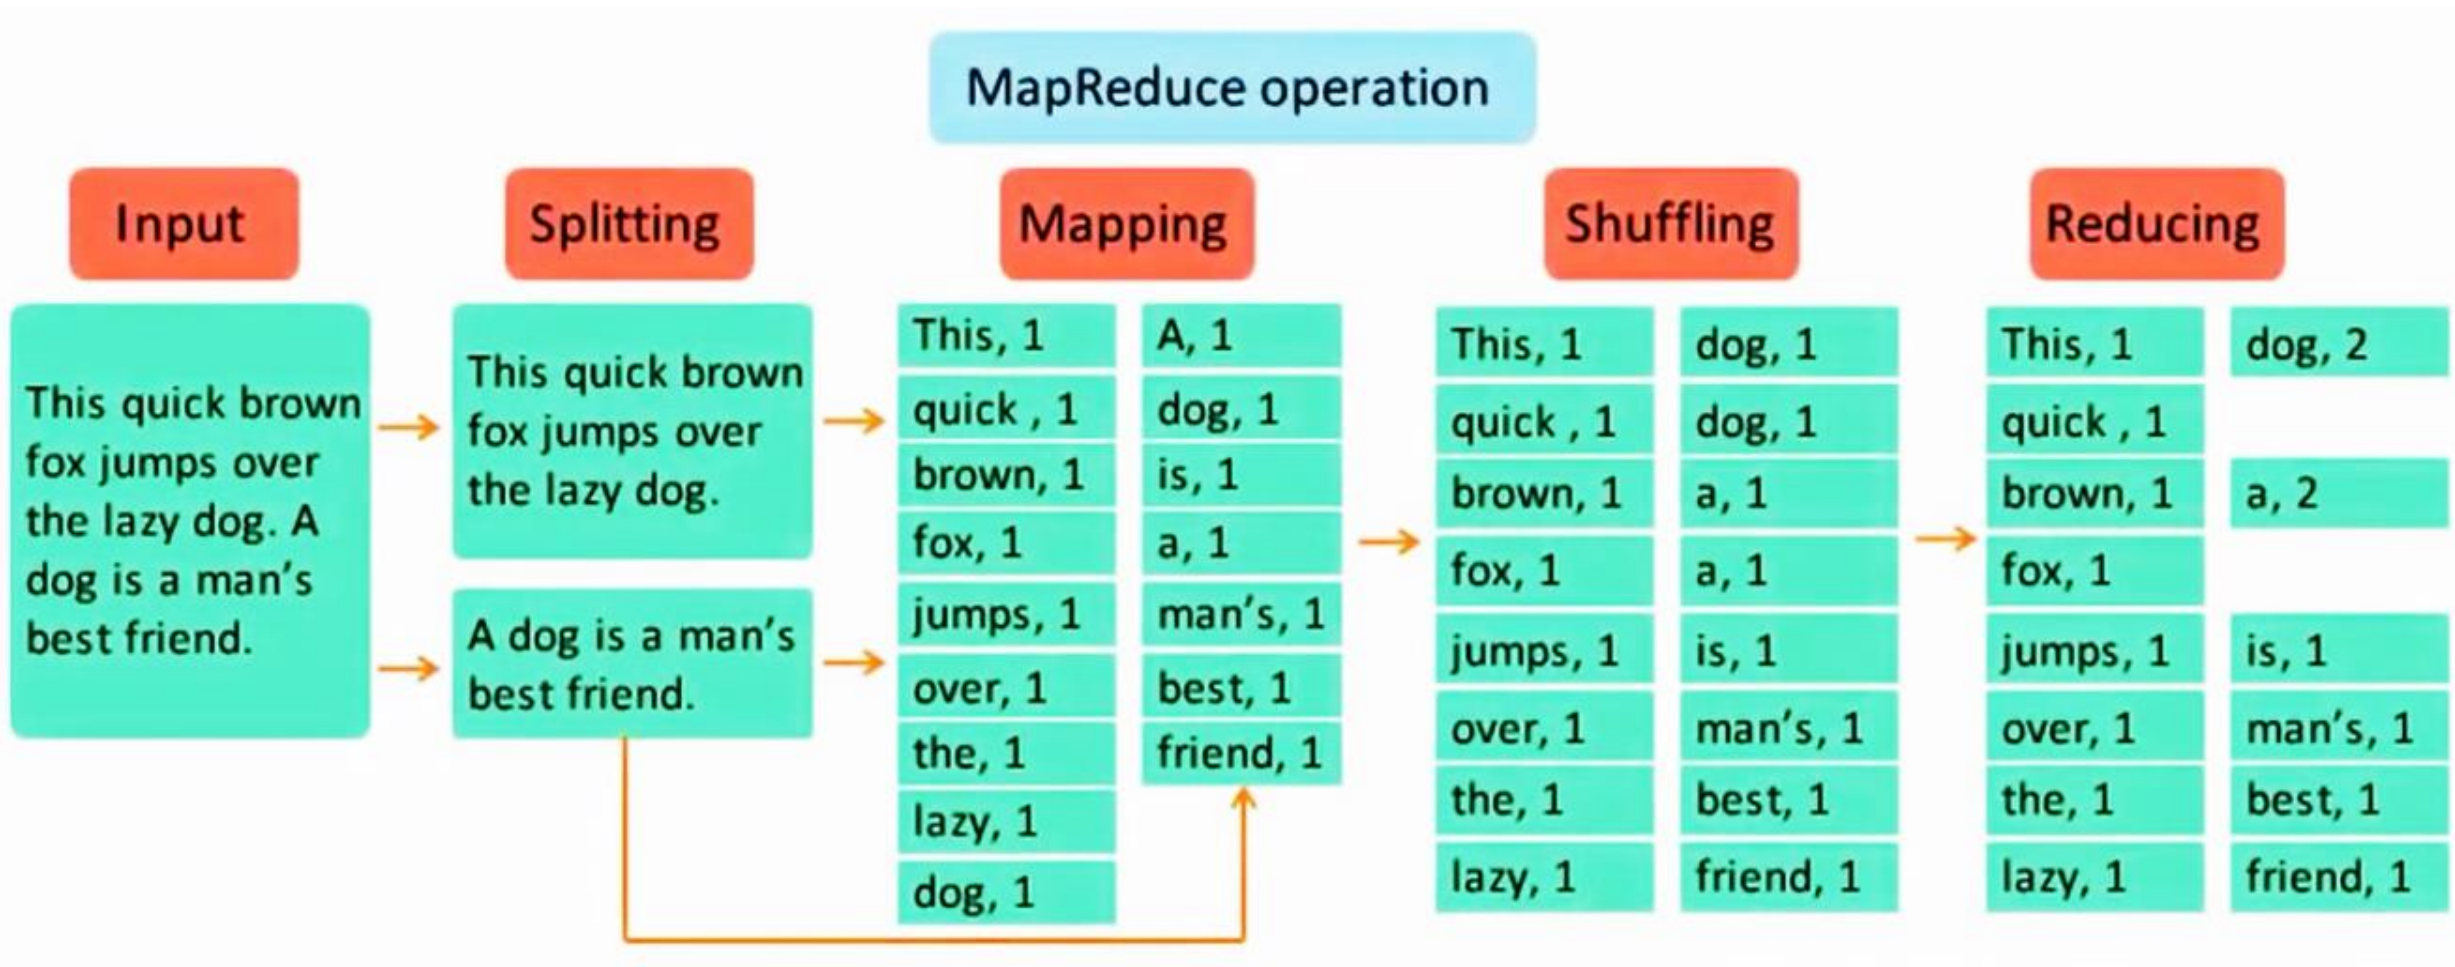 MapReduce operation
Input
Splitting
Mapping
Shuffling
Reducing
This quick brown
fox jumps over
the lazy dog. A
dog is a man's
best friend.
This quick brown
fox jumps over
the lazy dog.
A dog is a man's
best friend.
This, 1
quick , 1
brown, 1
fox, 1
jumps, 1
over, 1
the, 1
lazy, 1
dog, 1
A, 1
dog, 1
is, 1
a, 1
man's, 1
best, 1
friend, 1
This, 1
quick , 1
brown, 1
fox, 1
jumps, 1
over, 1
the, 1
lazy, 1
dog, 1
dog, 1
a, 1
a, 1
is, 1
man's, 1
best, 1
friend, 1
This, 1
quick , 1
brown, 1
fox, 1
jumps, 1
over, 1
the, 1
lazy, 1
dog, 2
a, 2
is, 1
man's, 1
best, 1
friend, 1